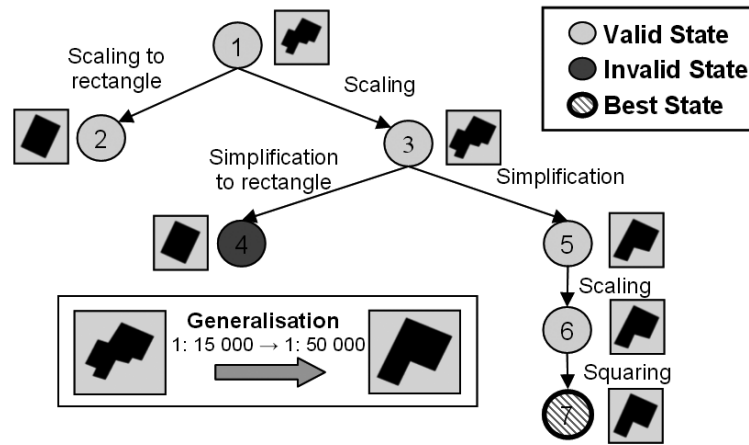 1
Scaling to
rectangle
Scaling
Valid State
Invalid State
Best State
2
3
Simplification
to rectangle
Simplification
4
5
Scaling
Generalisation
1: 15 000 → 1: 50 000
6
Squaring
7